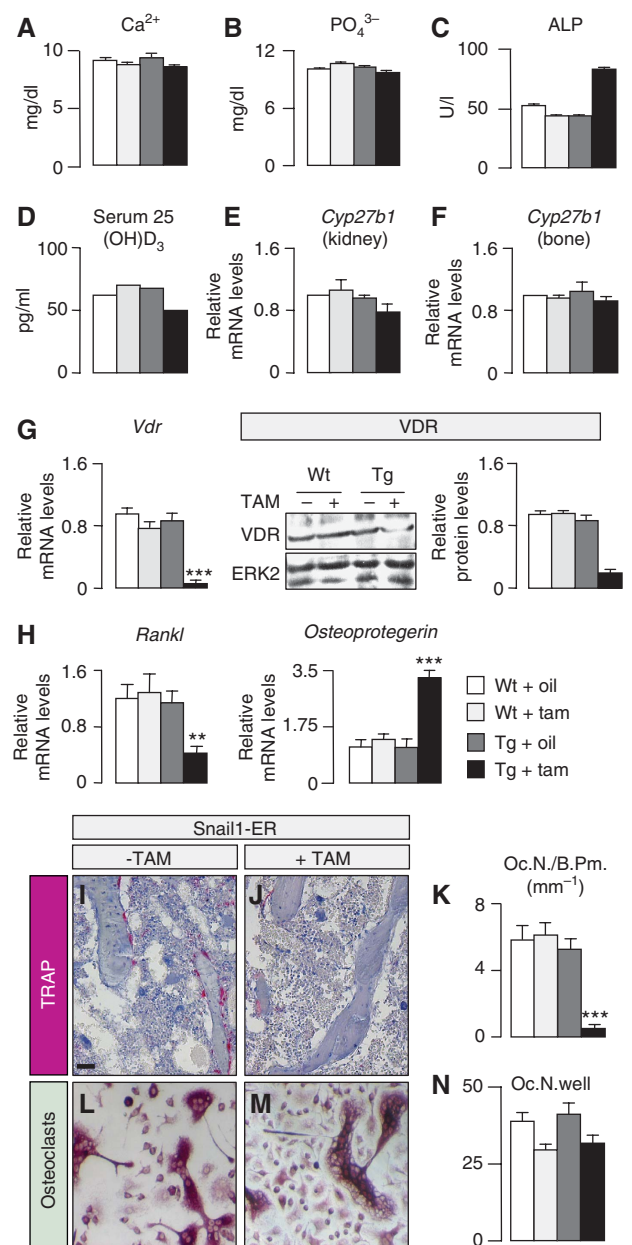 A
Ca²⁺
mg/dl
10
5
0
B
PO₄³⁻
mg/dl
12
6
0
C
ALP
U/l
100
50
0
D
Serum 25
(OH)D₃
pg/ml
100
50
0
E
Cyp27b1
(kidney)
Relative
mRNA levels
1.6
0.8
0
F
Cyp27b1
(bone)
Relative
mRNA levels
1.6
0.8
0
G
Vdr
Relative
mRNA levels
1.6
0.8
0
***
VDR
Wt Tg
TAM – + – +
VDR
ERK2
Relative
protein levels
1.6
0.8
0
H
Rankl
Relative
mRNA levels
1.6
1.2
0
**
Osteoprotegerin
Relative
mRNA levels
3.5
1.75
0
***
Wt + oil
Wt + tam
Tg + oil
Tg + tam
Snail1-ER
-TAM
+ TAM
TRAP
I
J
K
Oc.N./B.Pm.
(mm⁻¹)
8
6
0
***
Osteoclasts
L
M
N
Oc.N.well
50
25
0